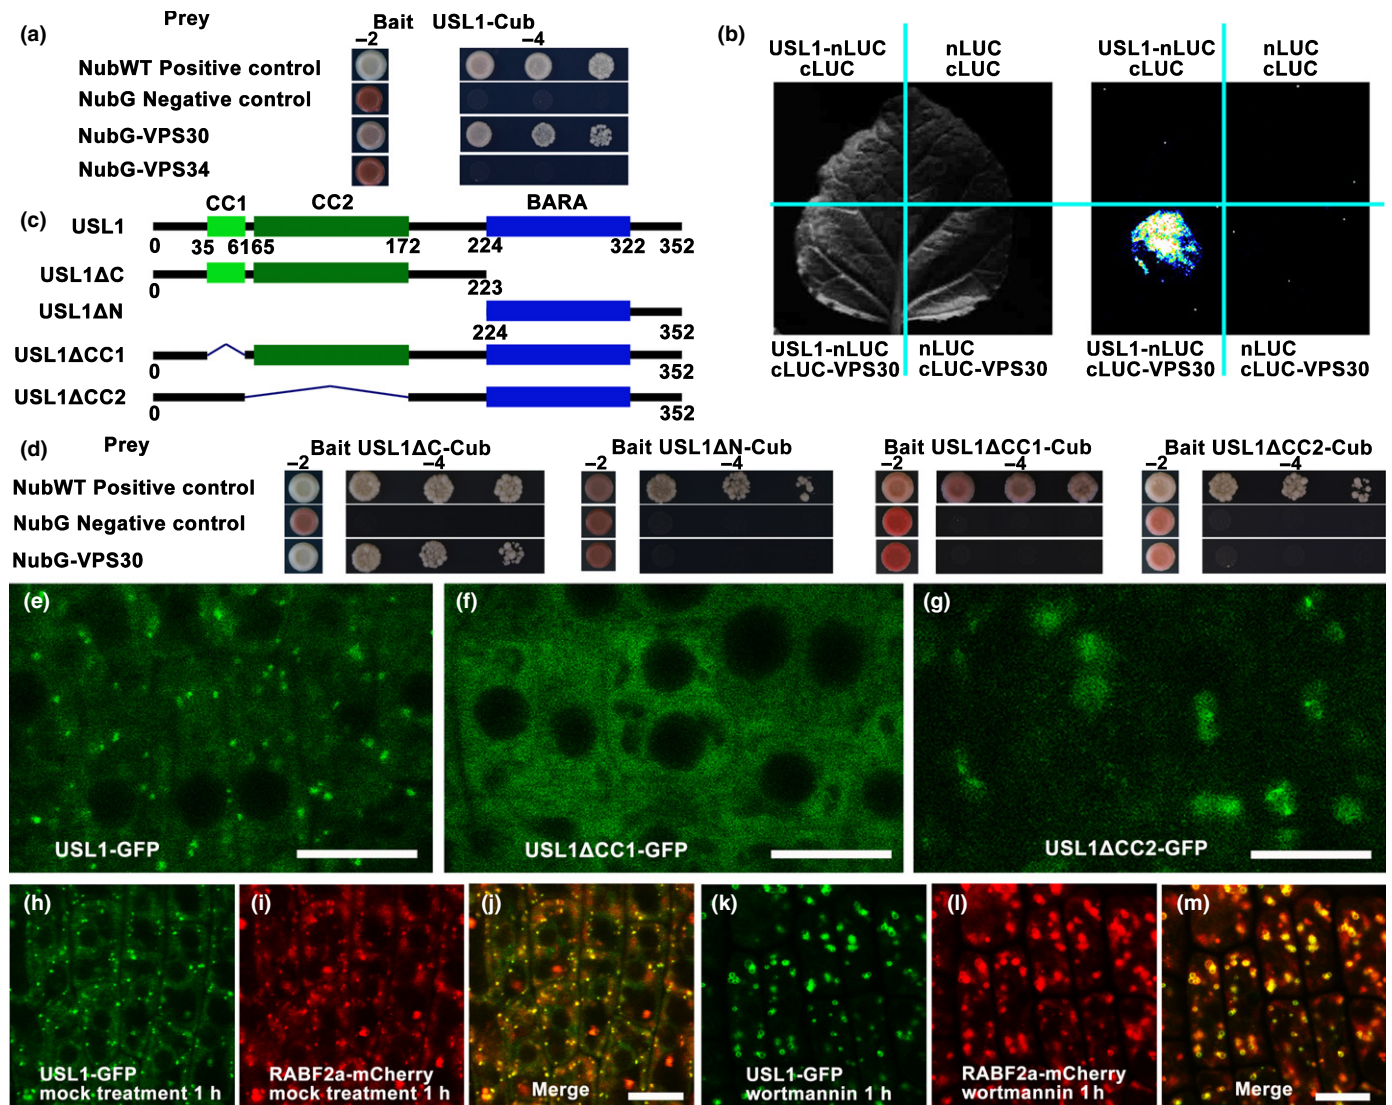 (a)
Prey
Bait USL1-Cub
–2
–4
NubWT Positive control
NubG Negative control
NubG-VPS30
NubG-VPS34
(b)
USL1-nLUC
cLUC
nLUC
cLUC
USL1-nLUC
cLUC
nLUC
cLUC
USL1-nLUC
cLUC-VPS30
nLUC
cLUC-VPS30
USL1-nLUC
cLUC-VPS30
nLUC
cLUC-VPS30
(c)
CC1
CC2
BARA
USL1
0 35 6165 172 224 322 352
USL1ΔC
0 223
USL1ΔN
224 352
USL1ΔCC1
0 352
USL1ΔCC2
0 352
(d)
Prey
Bait USL1ΔC-Cub
–2 –4
Bait USL1ΔN-Cub
–2 –4
Bait USL1ΔCC1-Cub
–2 –4
Bait USL1ΔCC2-Cub
–2 –4
NubWT Positive control
NubG Negative control
NubG-VPS30
(e)
USL1-GFP
(f)
USL1ΔCC1-GFP
(g)
USL1ΔCC2-GFP
(h)
USL1-GFP
mock treatment 1 h
(i)
RABF2a-mCherry
mock treatment 1 h
(j)
Merge
(k)
USL1-GFP
wortmannin 1 h
(l)
RABF2a-mCherry
wortmannin 1 h
(m)
Merge